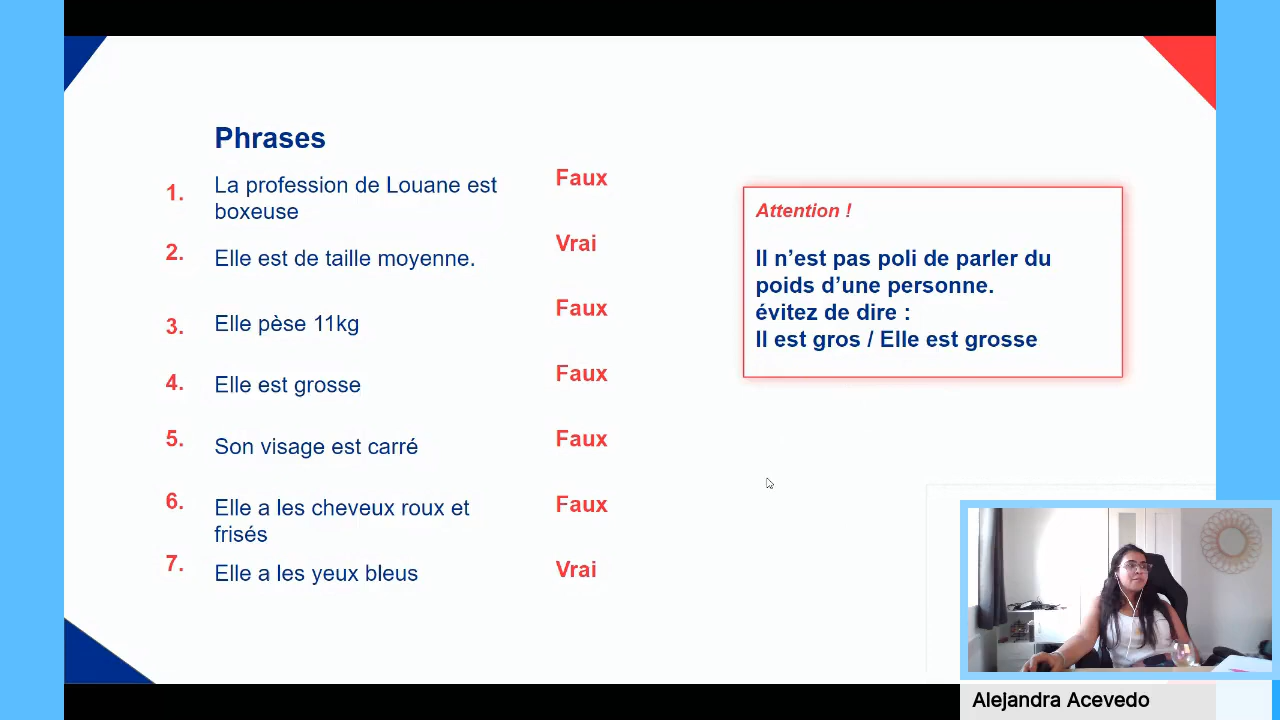 Phrases
1. La profession de Louane est
boxeuse
Faux
2. Elle est de taille moyenne.
Vrai
3. Elle pèse 11kg
Faux
4. Elle est grosse
Faux
5. Son visage est carré
Faux
6. Elle a les cheveux roux et
frisés
Faux
7. Elle a les yeux bleus
Vrai
Attention !
Il n’est pas poli de parler du
poids d’une personne.
évitez de dire :
Il est gros / Elle est grosse
Alejandra Acevedo